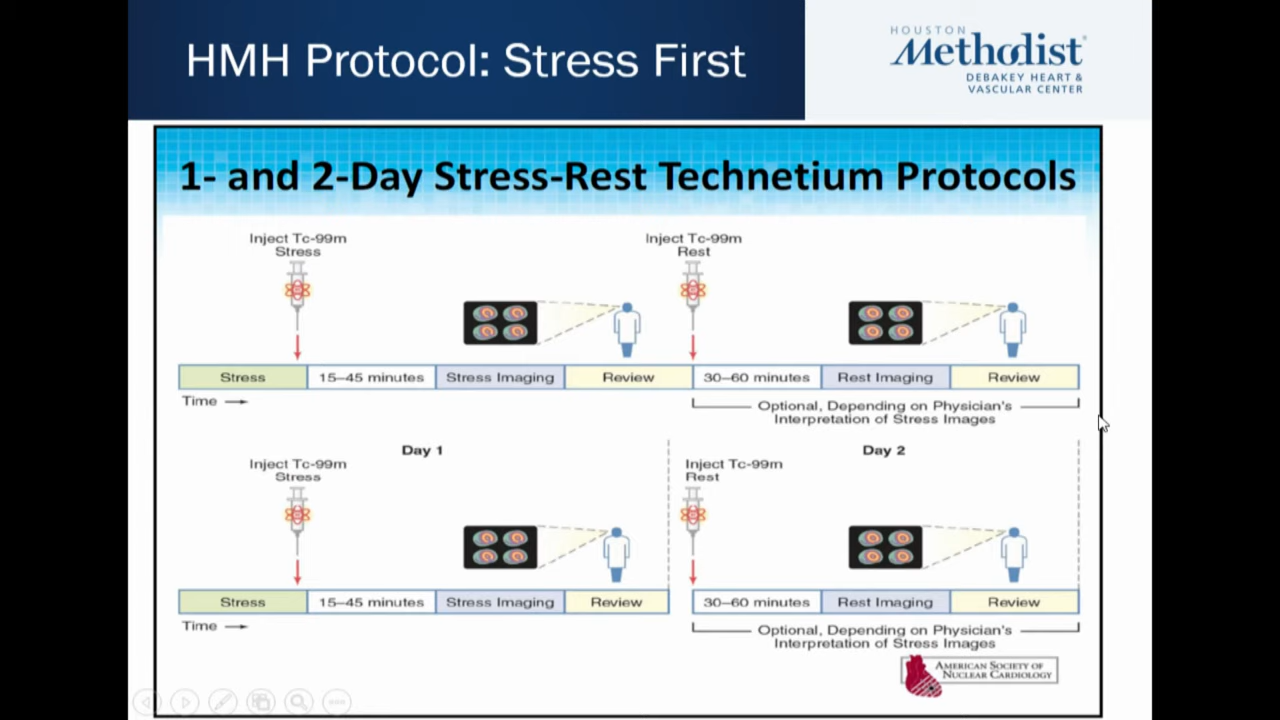 HMH Protocol: Stress First
HOUSTON
Methodist
DEBAKEY HEART &
VASCULAR CENTER
1- and 2-Day Stress-Rest Technetium Protocols
Inject Tc-99m
Stress
Inject Tc-99m
Rest
Stress
15–45 minutes
Stress Imaging
Review
30–60 minutes
Rest Imaging
Review
Time
Optional, Depending on Physician's
Interpretation of Stress Images
Day 1
Day 2
Inject Tc-99m
Stress
Inject Tc-99m
Rest
Stress
15–45 minutes
Stress Imaging
Review
30–60 minutes
Rest Imaging
Review
Time
Optional, Depending on Physician's
Interpretation of Stress Images
AMERICAN SOCIETY OF
NUCLEAR CARDIOLOGY